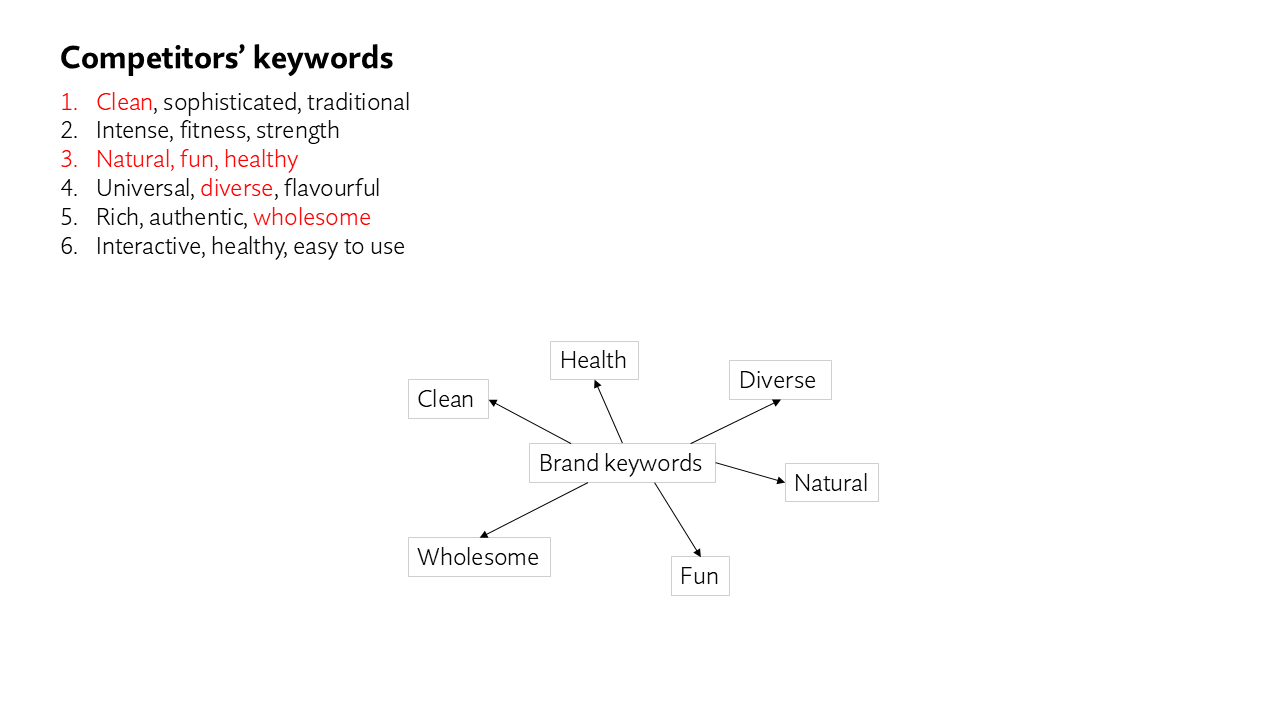 Competitors’ keywords
1. Clean, sophisticated, traditional
2. Intense, fitness, strength
3. Natural, fun, healthy
4. Universal, diverse, flavourful
5. Rich, authentic, wholesome
6. Interactive, healthy, easy to use
Health
Diverse
Clean
Brand keywords
Natural
Wholesome
Fun